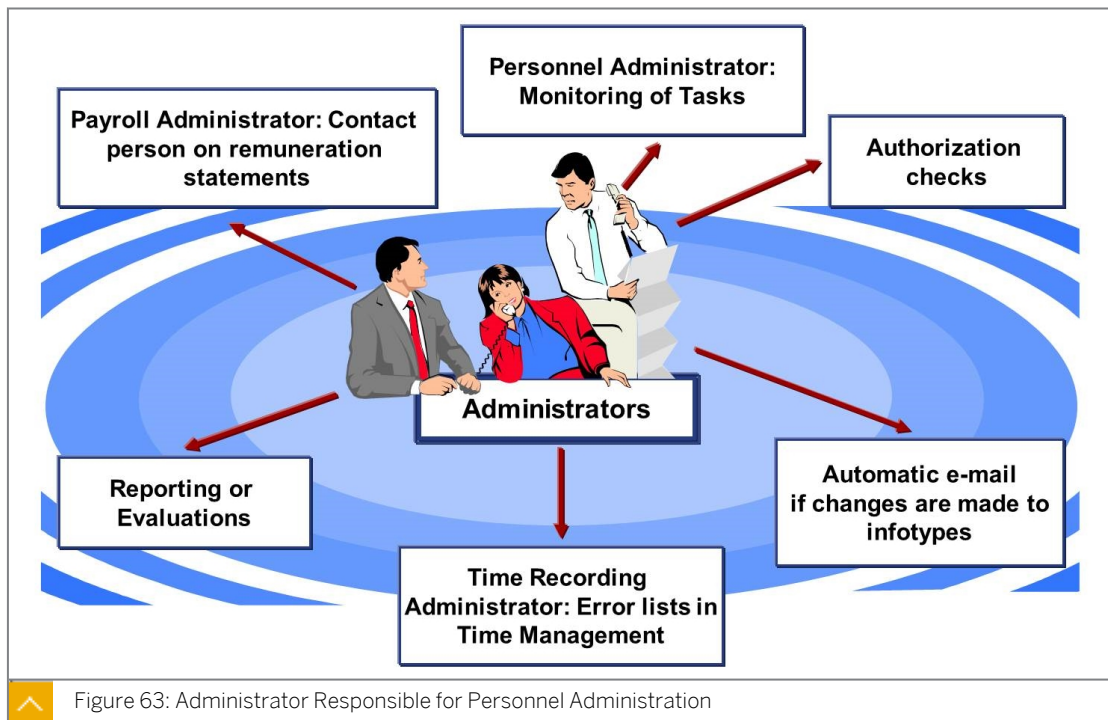 Personnel Administrator:
Monitoring of Tasks
Payroll Administrator: Contact
person on remuneration
statements
Authorization
checks
Administrators
Reporting or
Evaluations
Automatic e-mail
if changes are made to
infotypes
Time Recording
Administrator: Error lists in
Time Management
Figure 63: Administrator Responsible for Personnel Administration